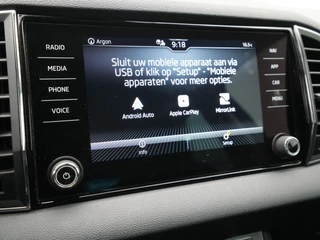 RADIO
MEDIA
PHONE
VOICE
Argon
9:18
16.5°C
Sluit uw mobiele apparaat aan via
USB of klik op "Setup" - "Mobiele
apparaten" voor meer opties.
Android Auto
Apple CarPlay
MirrorLink
Info
Setup
NAV
APP
CAR
MENU